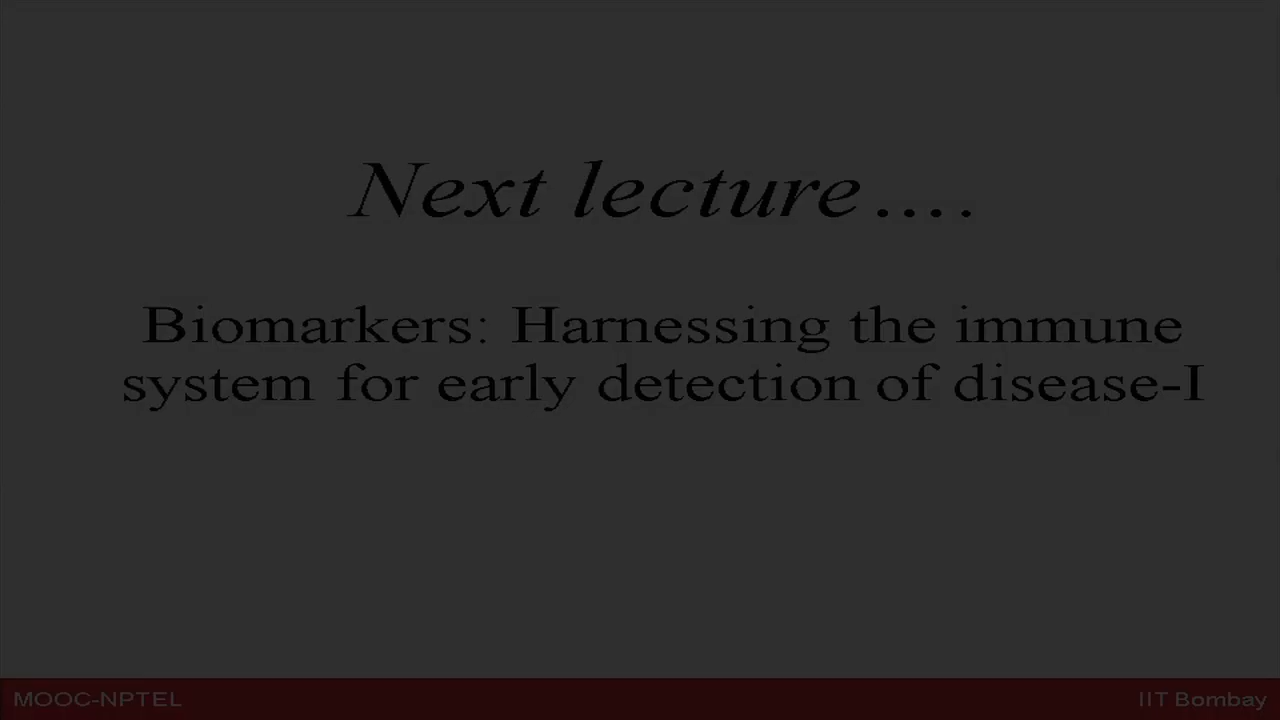 Next lecture….
Biomarkers: Harnessing the immune
system for early detection of disease-I
MOOC-NPTEL
IIT Bombay